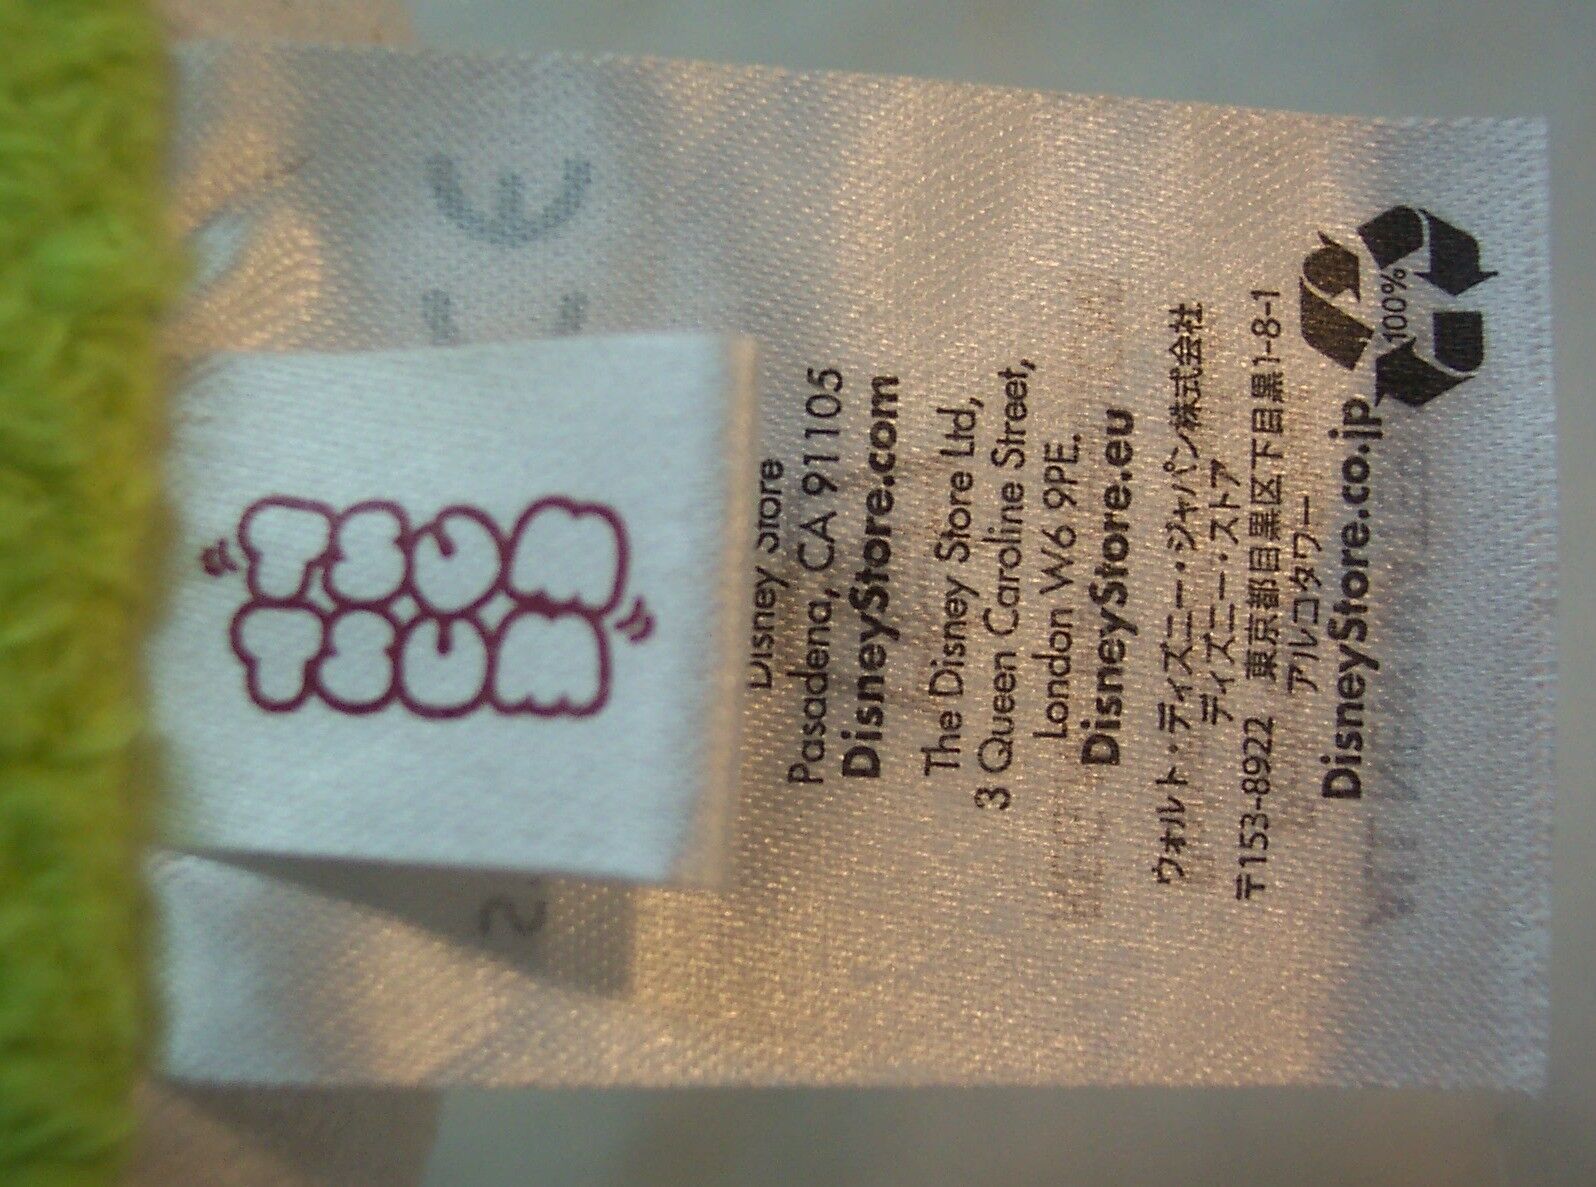 TSUM
TSUM
Disney Store
Pasadena, CA 91105
DisneyStore.com
The Disney Store Ltd,
3 Queen Caroline Street,
London W6 9PE.
DisneyStore.eu
ウォルト・ディズニー・ジャパン株式会社
ディズニー・ストア
〒153-8922 東京都目黒区下目黒1-8-1
アルコタワー
DisneyStore.co.jp
100%